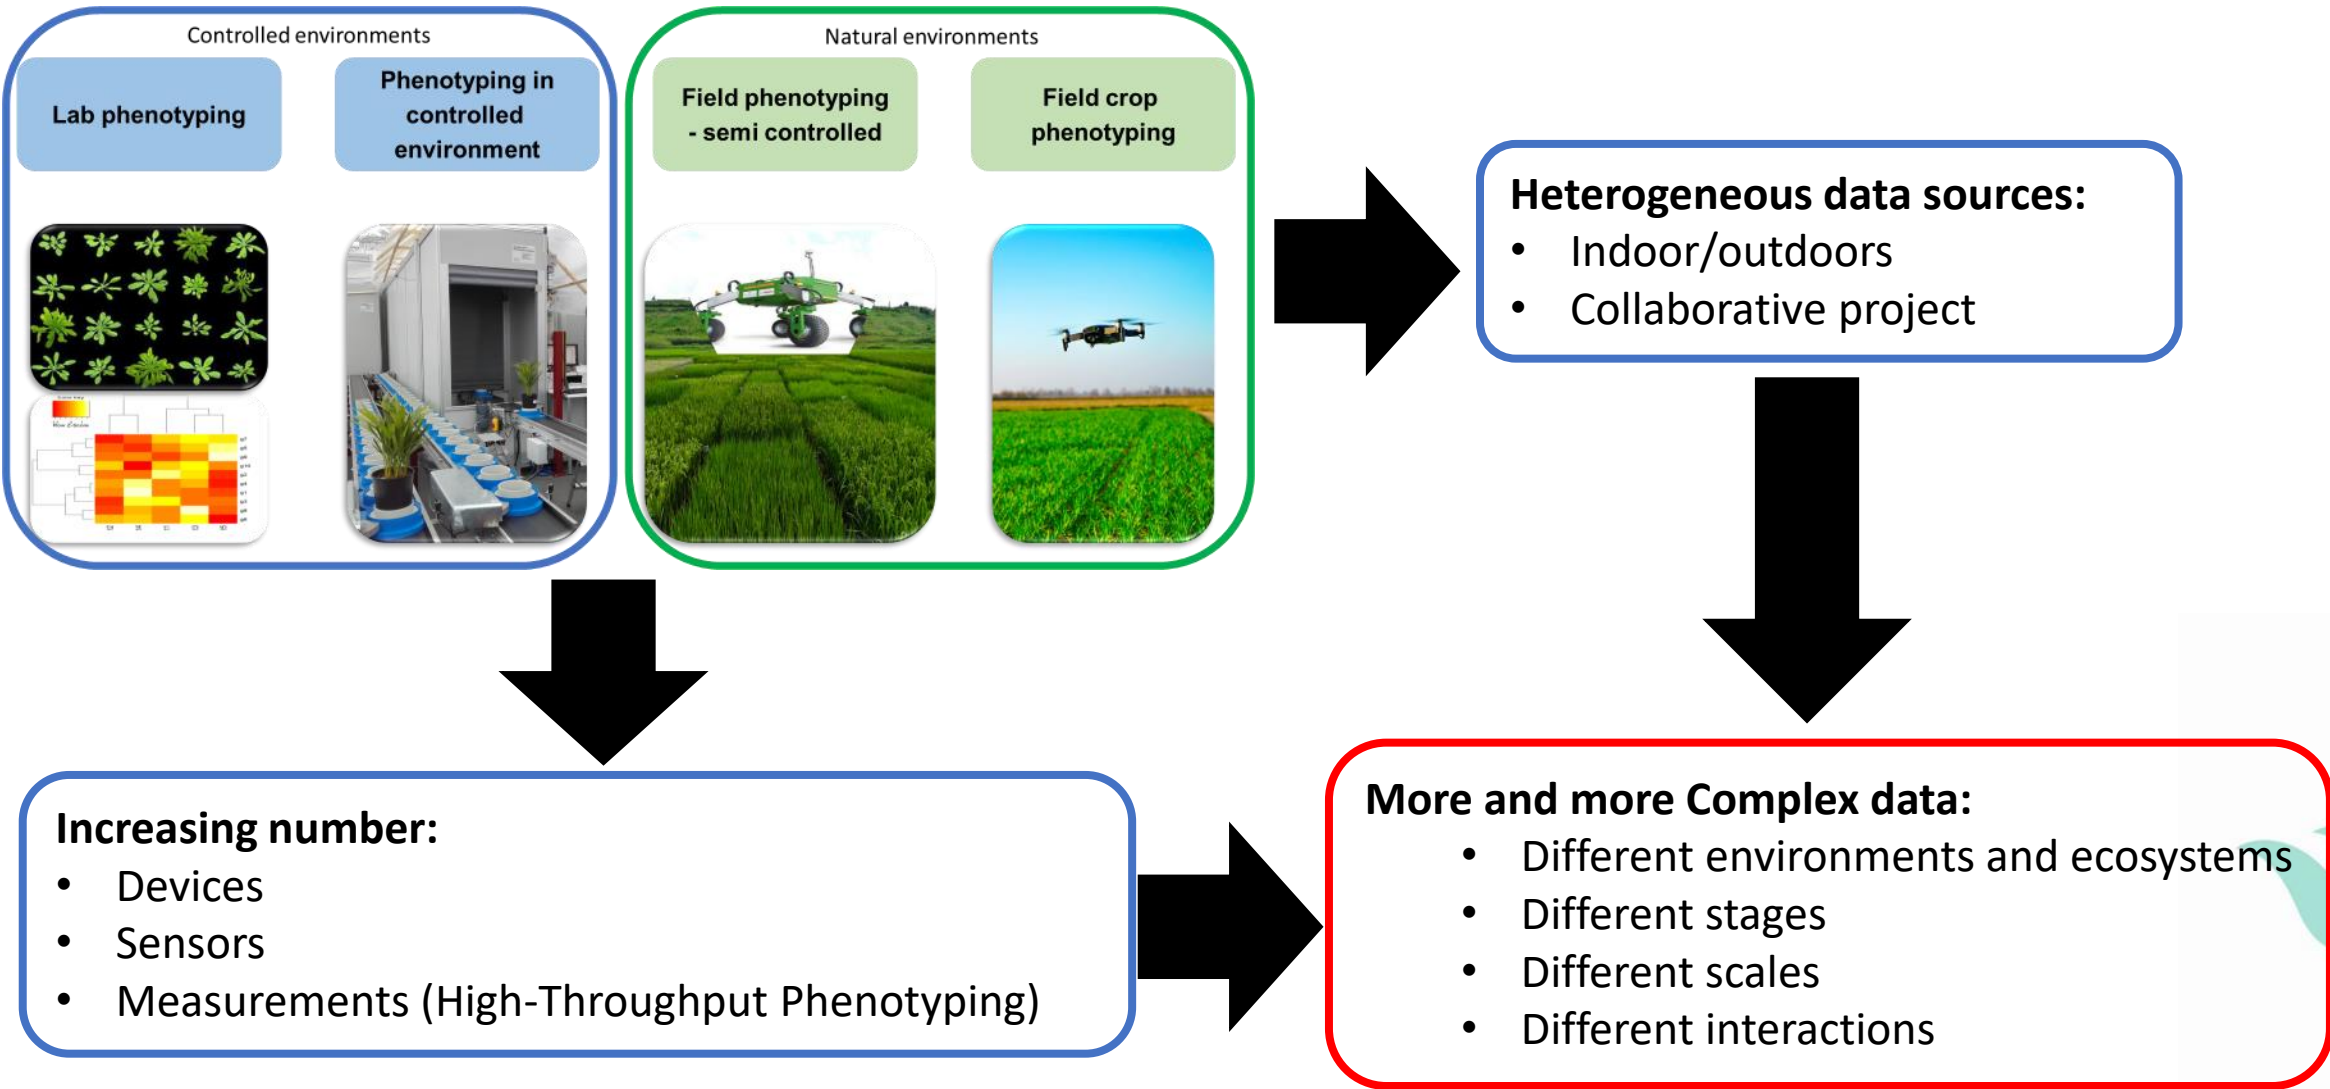 Controlled environments
Natural environments
Lab phenotyping
Phenotyping in
controlled
environment
Field phenotyping
- semi controlled
Field crop
phenotyping
Heterogeneous data sources:
• Indoor/outdoors
• Collaborative project
Increasing number:
• Devices
• Sensors
• Measurements (High-Throughput Phenotyping)
More and more Complex data:
• Different environments and ecosystems
• Different stages
• Different scales
• Different interactions